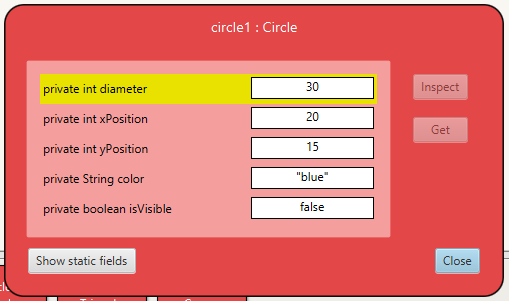 circle1 : Circle
private int diameter 30
private int xPosition 20
private int yPosition 15
private String color "blue"
private boolean isVisible false
Inspect
Get
Show static fields
Close